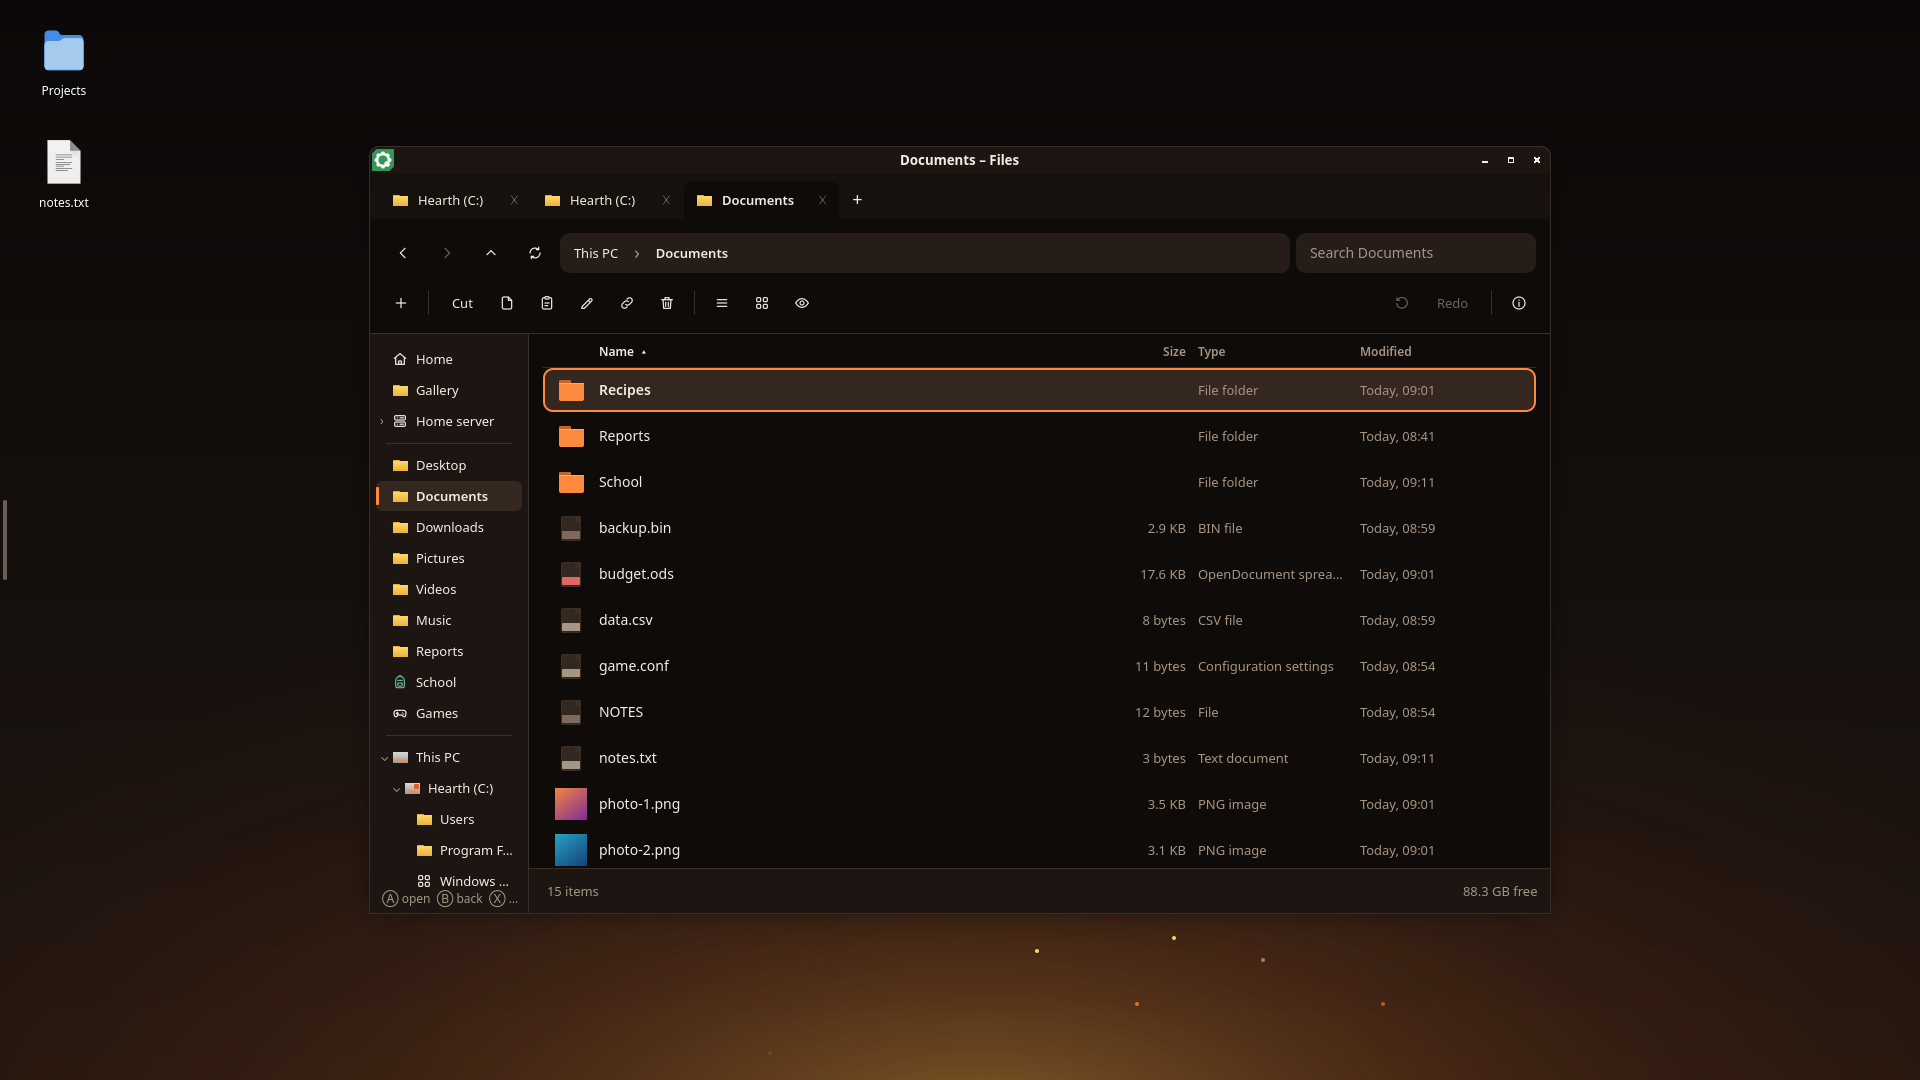 Projects
notes.txt
Documents – Files
Hearth (C:) X Hearth (C:) X Documents X +
This PC › Documents
Search Documents
Cut
Redo
Home
Gallery
Home server
Desktop
Documents
Downloads
Pictures
Videos
Music
Reports
School
Games
This PC
Hearth (C:)
Users
Program F...
Windows ...
A open B back X ...
Name Size Type Modified
Recipes File folder Today, 09:01
Reports File folder Today, 08:41
School File folder Today, 09:11
backup.bin 2.9 KB BIN file Today, 08:59
budget.ods 17.6 KB OpenDocument sprea... Today, 09:01
data.csv 8 bytes CSV file Today, 08:59
game.conf 11 bytes Configuration settings Today, 08:54
NOTES 12 bytes File Today, 08:54
notes.txt 3 bytes Text document Today, 09:11
photo-1.png 3.5 KB PNG image Today, 09:01
photo-2.png 3.1 KB PNG image Today, 09:01
15 items 88.3 GB free